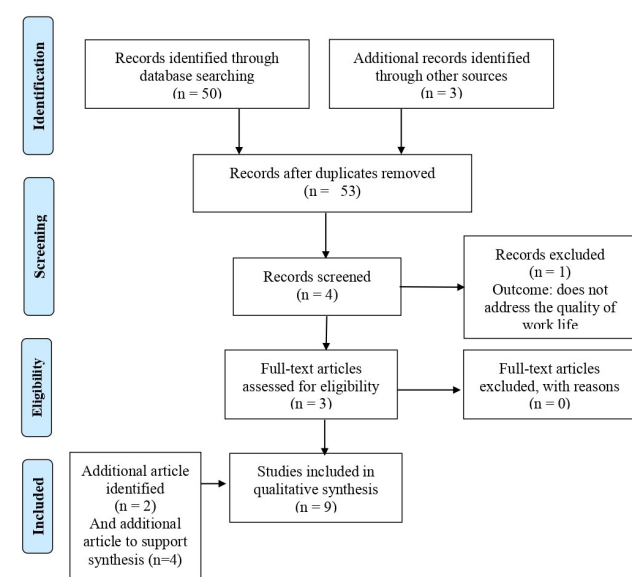 Identification
Records identified through
database searching
(n = 50)
Additional records identified
through other sources
(n = 3)
Records after duplicates removed
(n = 53)
Screening
Records screened
(n = 4)
Records excluded
(n = 1)
Outcome: does not
address the quality of
work life
Eligibility
Full-text articles
assessed for eligibility
(n = 3)
Full-text articles
excluded, with reasons
(n = 0)
Included
Additional article
identified
(n = 2)
And additional
article to support
synthesis (n=4)
Studies included in
qualitative synthesis
(n = 9)